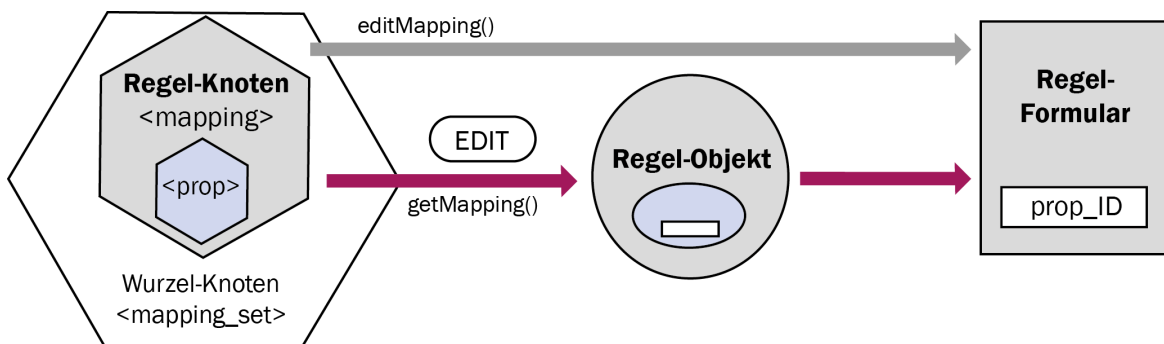 editMapping()
Regel-Knoten
<mapping>
<prop>
Wurzel-Knoten
<mapping_set>
EDIT
getMapping()
Regel-Objekt
Regel-
Formular
prop_ID